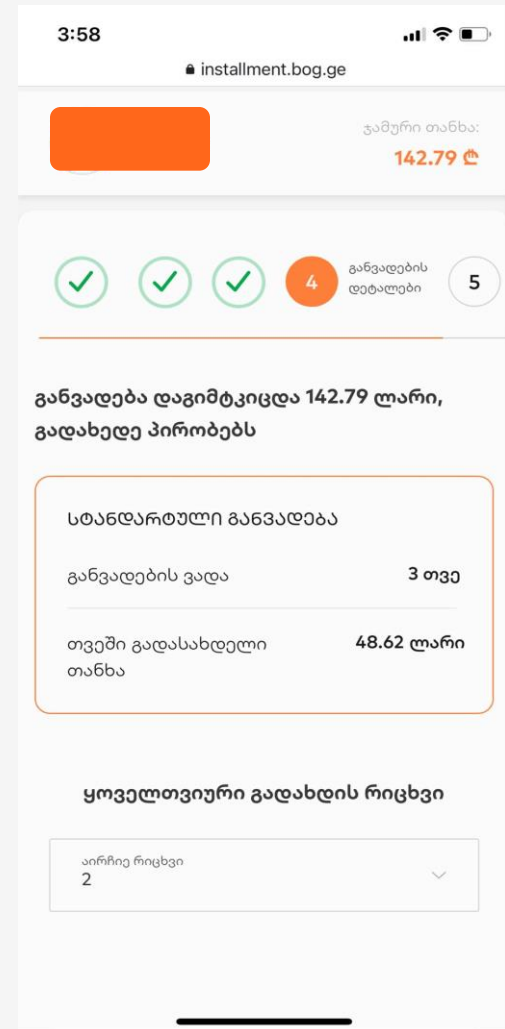 3:58
installment.bog.ge
ჯამური თანხა:
142.79 ₾
4
განვადების
დეტალები
5
განვადება დაგიმტკიცდა 142.79 ლარი,
გადახედე პირობებს
ᲡᲢᲐᲜᲓᲐᲠᲢᲣᲚᲘ ᲒᲐᲜᲕᲐᲓᲔᲑᲐ
განვადების ვადა
3 თვე
თვეში გადასახდელი
თანხა
48.62 ლარი
ყოველთვიური გადახდის რიცხვი
აირჩიე რიცხვი
2